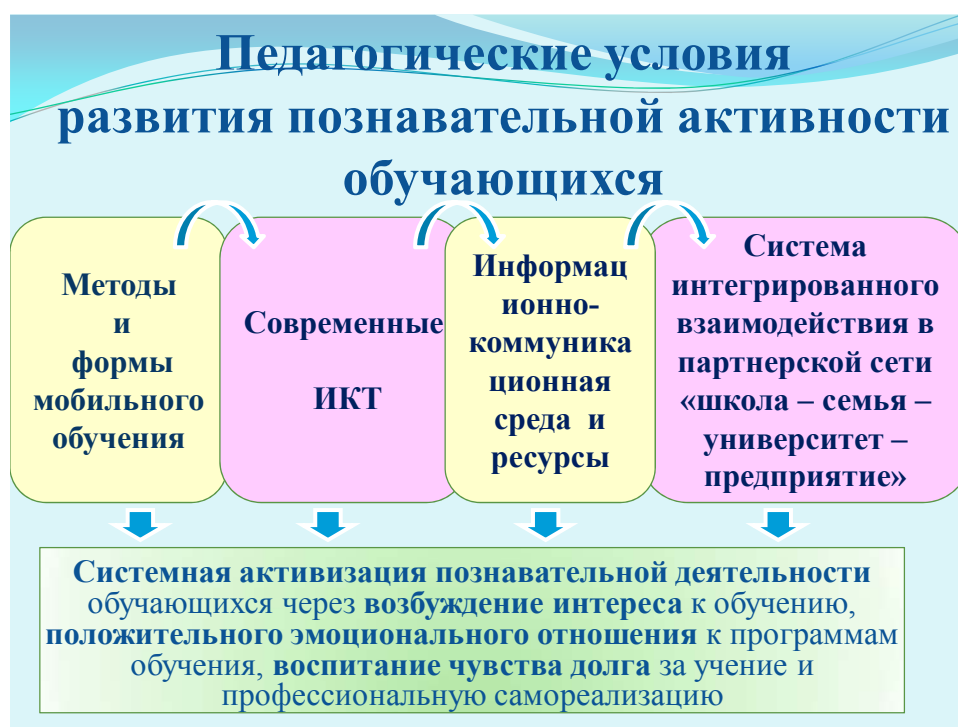 Педагогические условия
развития познавательной активности
обучающихся
Методы
и
формы
мобильного
обучения
Современные
ИКТ
Информац
ионно-
коммуника
ционная
среда и
ресурсы
Система
интегрированного
взаимодействия в
партнерской сети
«школа – семья –
университет –
предприятие»
Системная активизация познавательной деятельности
обучающихся через возбуждение интереса к обучению,
положительного эмоционального отношения к программам
обучения, воспитание чувства долга за учение и
профессиональную самореализацию